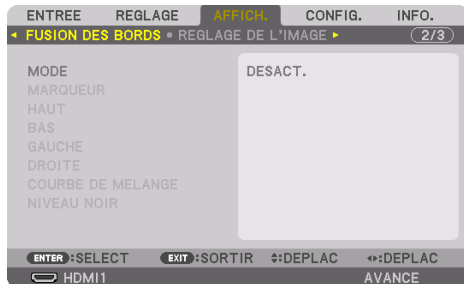 ENTREE REGLAGE AFFICH. CONFIG. INFO.
FUSION DES BORDS • REGLAGE DE L'IMAGE 2/3
MODE DESACT.
MARQUEUR
HAUT
BAS
GAUCHE
DROITE
COURBE DE MELANGE
NIVEAU NOIR
ENTER :SELECT EXIT :SORTIR :DEPLAC :DEPLAC
HDMI1 AVANCE